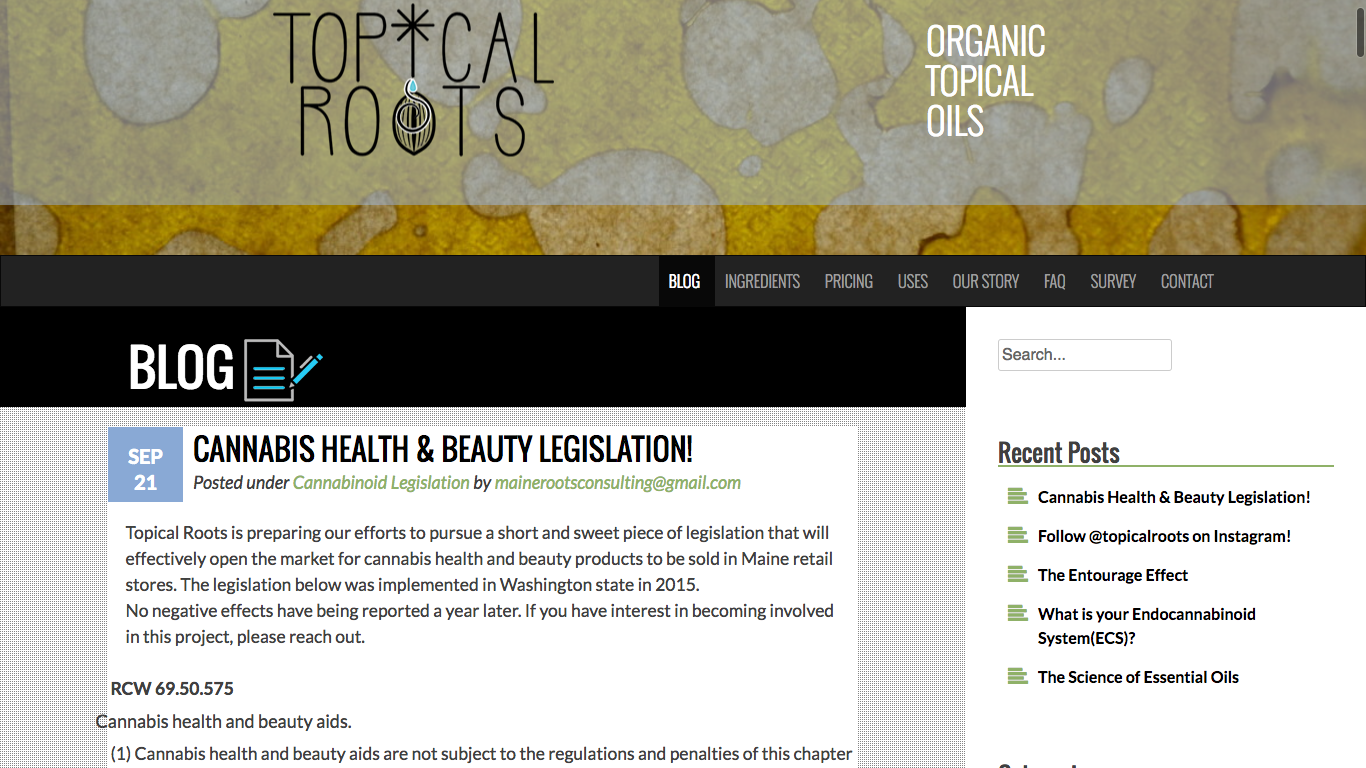 TOPICAL
ROOTS
ORGANIC
TOPICAL
OILS
BLOG INGREDIENTS PRICING USES OUR STORY FAQ SURVEY CONTACT
BLOG
Search...
SEP
21
CANNABIS HEALTH & BEAUTY LEGISLATION!
Posted under Cannabinoid Legislation by mainerootsconsulting@gmail.com
Topical Roots is preparing our efforts to pursue a short and sweet piece of legislation that will
effectively open the market for cannabis health and beauty products to be sold in Maine retail
stores. The legislation below was implemented in Washington state in 2015.
No negative effects have being reported a year later. If you have interest in becoming involved
in this project, please reach out.
RCW 69.50.575
Cannabis health and beauty aids.
(1) Cannabis health and beauty aids are not subject to the regulations and penalties of this chapter
Recent Posts
Cannabis Health & Beauty Legislation!
Follow @topicalroots on Instagram!
The Entourage Effect
What is your Endocannabinoid
System(ECS)?
The Science of Essential Oils